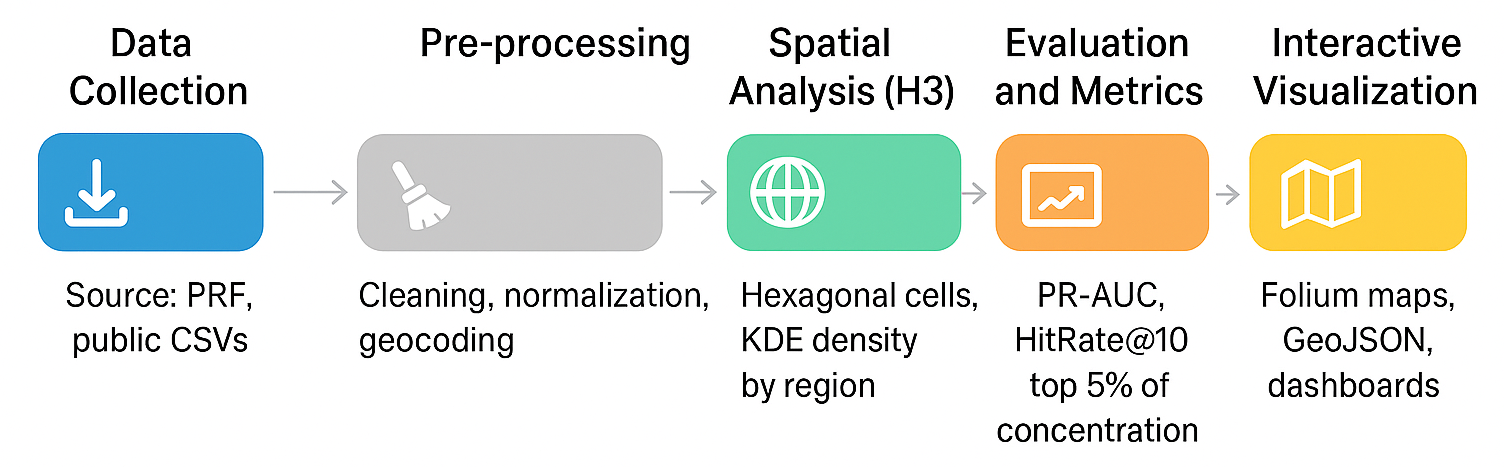 Data
Collection
Source: PRF,
public CSVs
Pre-processing
Cleaning, normalization,
geocoding
Spatial
Analysis (H3)
Hexagonal cells,
KDE density
by region
Evaluation
and Metrics
PR-AUC,
HitRate@10
top 5% of
concentration
Interactive
Visualization
Folium maps,
GeoJSON,
dashboards